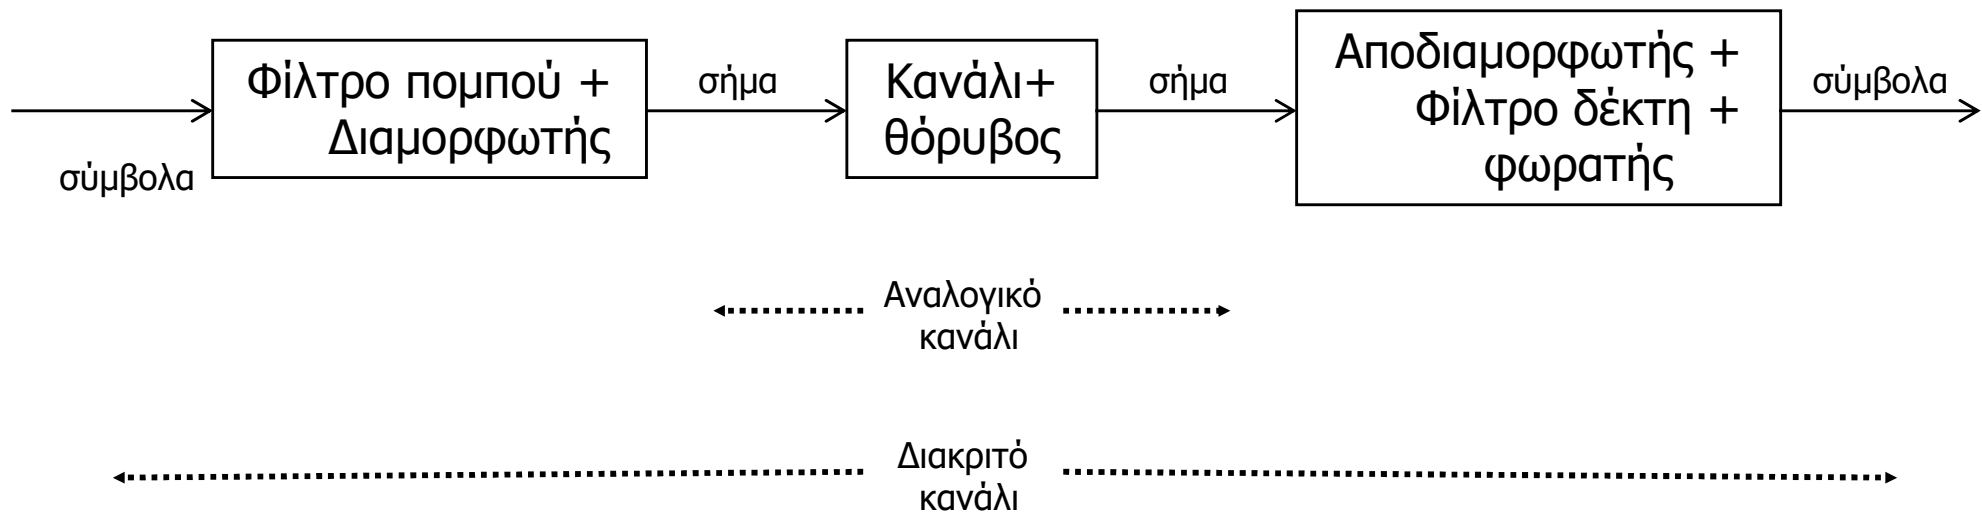 σύμβολα
Φίλτρο πομπού +
Διαμορφωτής
σήμα
Κανάλι+
θόρυβος
σήμα
Αποδιαμορφωτής +
Φίλτρο δέκτη +
φωρατής
σύμβολα
Αναλογικό
κανάλι
Διακριτό
κανάλι